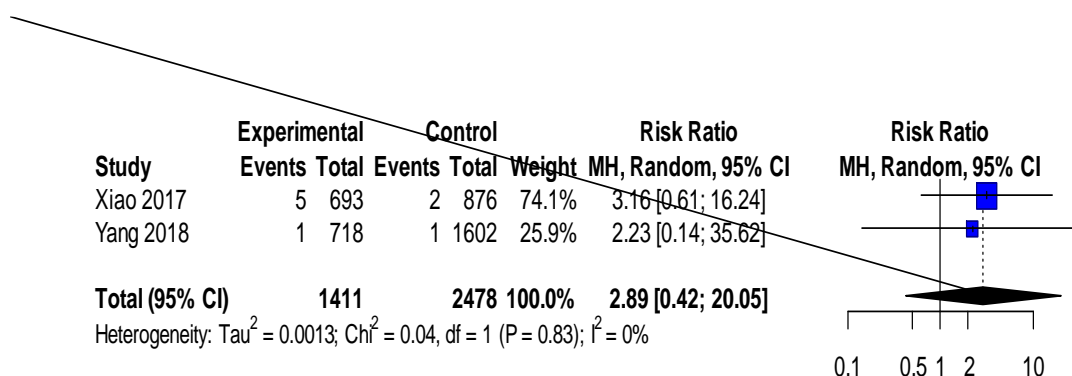 Experimental Control Risk Ratio Risk Ratio
Study Events Total Events Total Weight MH, Random, 95% CI MH, Random, 95% CI
Xiao 2017 5 693 2 876 74.1% 3.16 [0.61; 16.24]
Yang 2018 1 718 1 1602 25.9% 2.23 [0.14; 35.62]
Total (95% CI) 1411 2478 100.0% 2.89 [0.42; 20.05]
Heterogeneity: Tau² = 0.0013; Chi² = 0.04, df = 1 (P = 0.83); I² = 0%
0.1 0.5 1 2 10